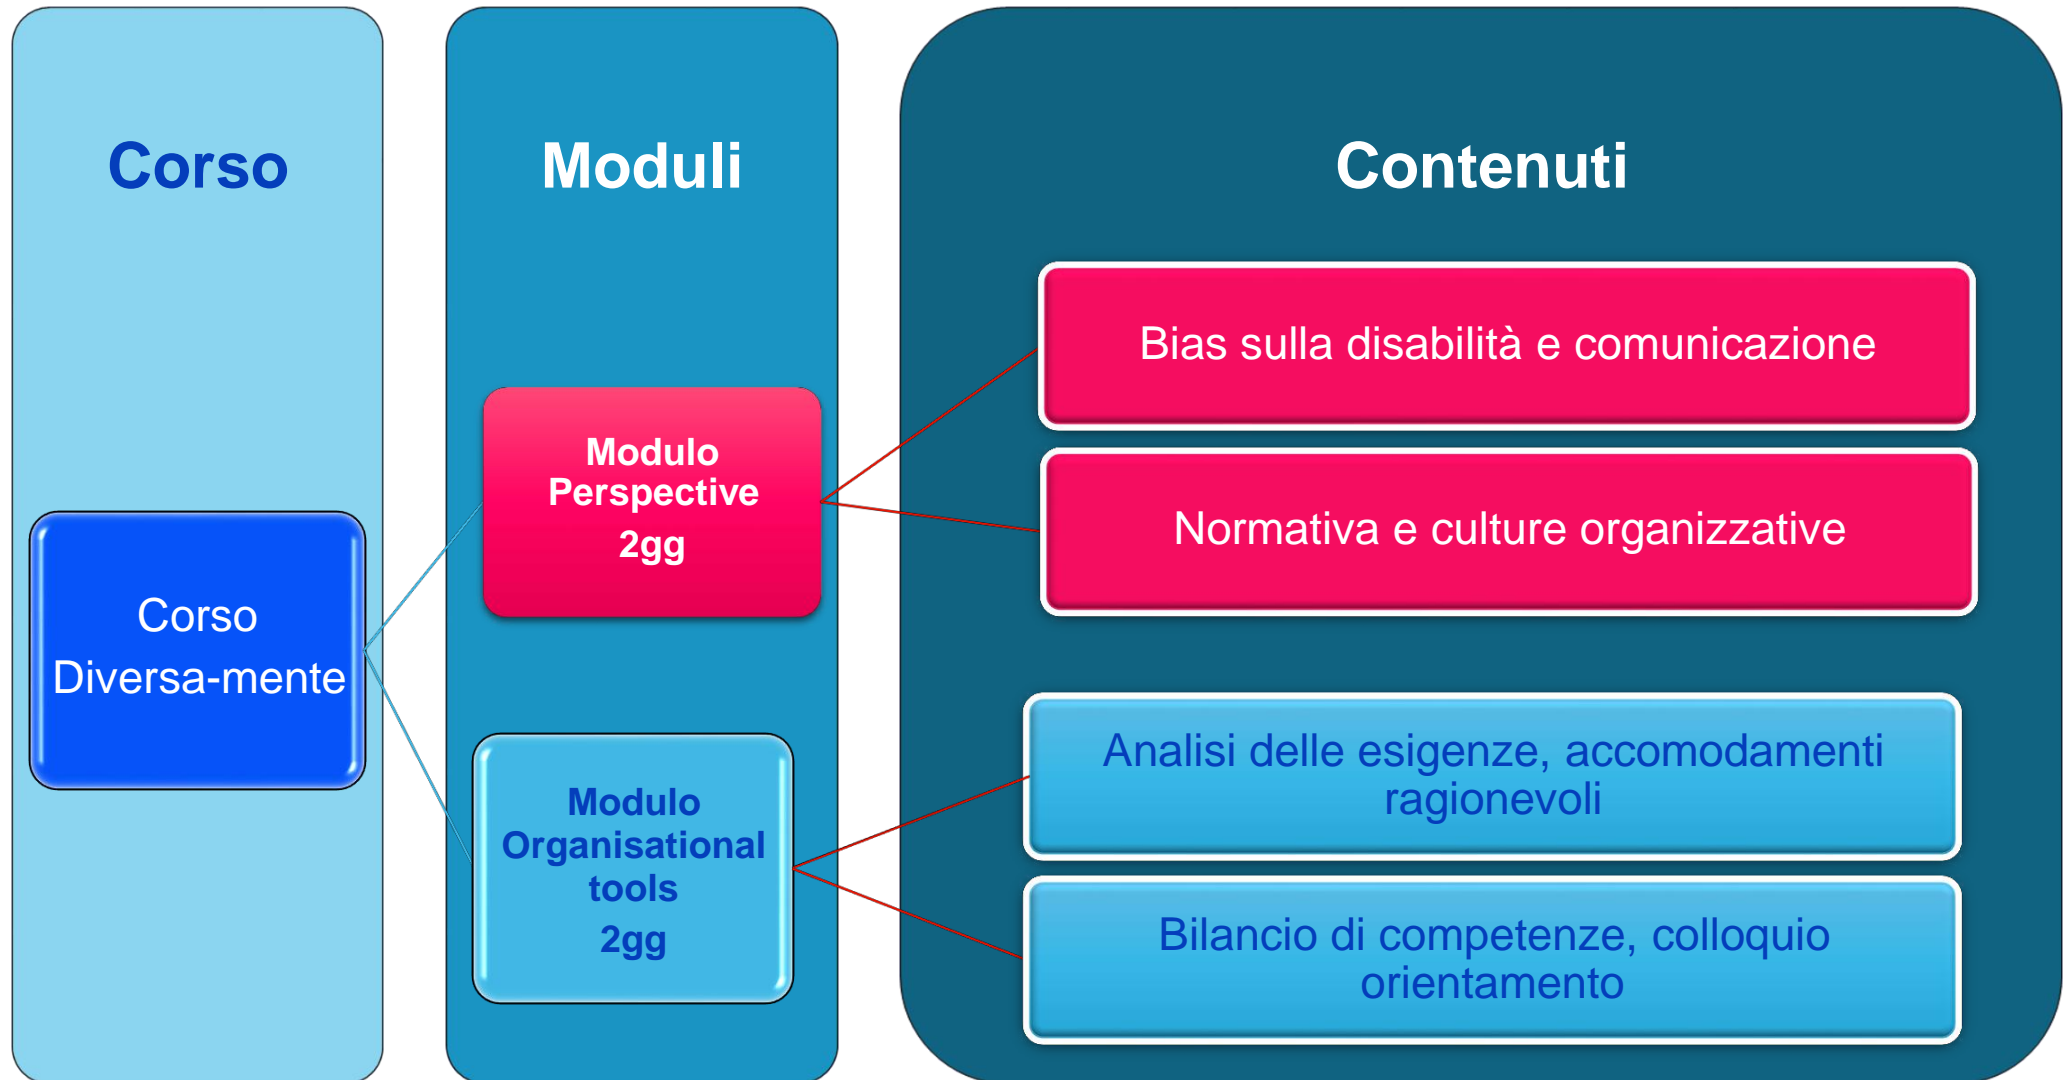 Corso
Moduli
Contenuti
Corso
Diversa-mente
Modulo
Perspective
2gg
Bias sulla disabilità e comunicazione
Normativa e culture organizzative
Modulo
Organisational
tools
2gg
Analisi delle esigenze, accomodamenti
ragionevoli
Bilancio di competenze, colloquio
orientamento